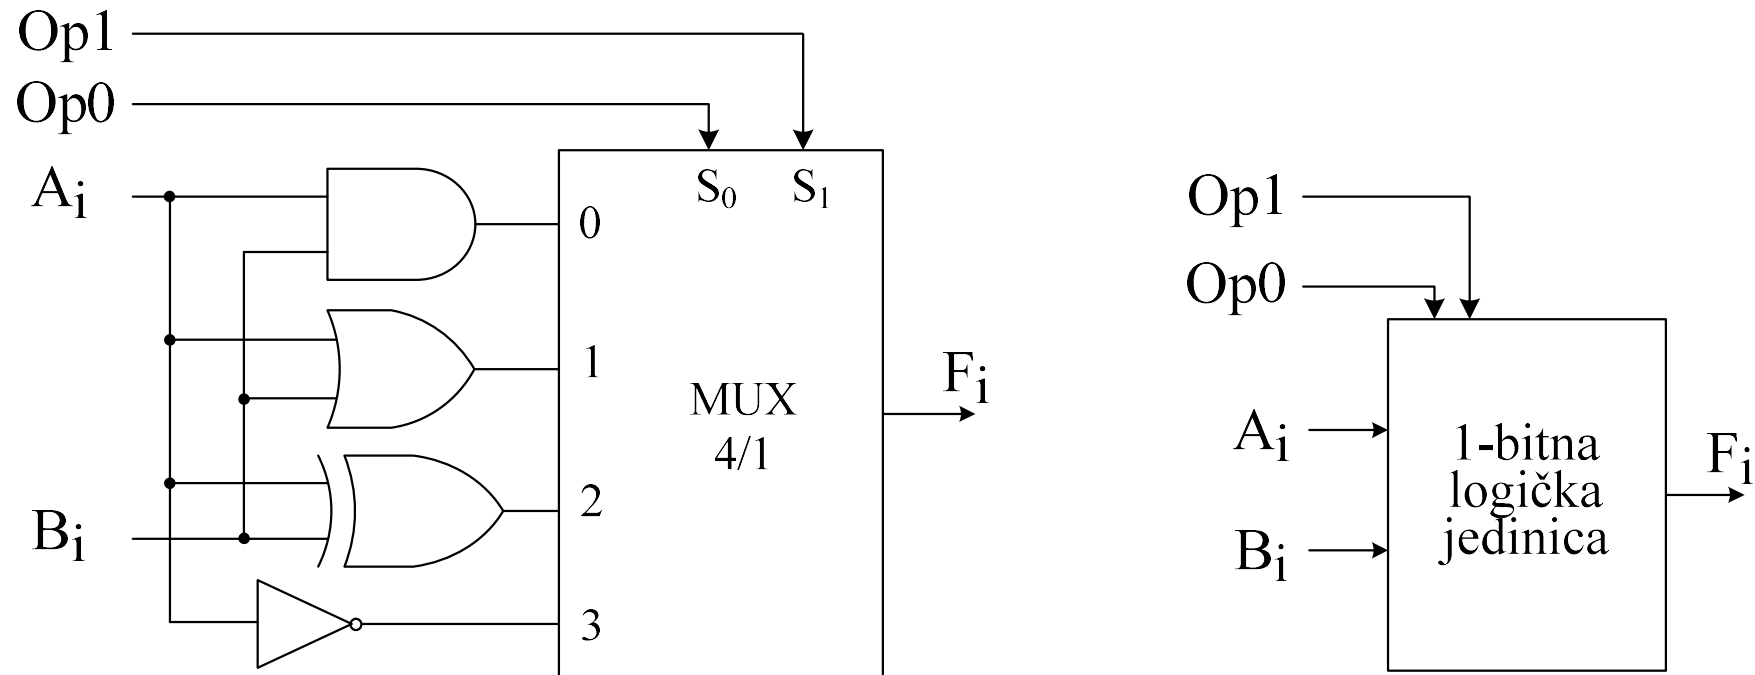 Op1
Op0
Ai
Bi
S0 S1
0
1
2
3
MUX
4/1
Fi
Op1
Op0
Ai
Bi
1-bitna
logička
jedinica
Fi